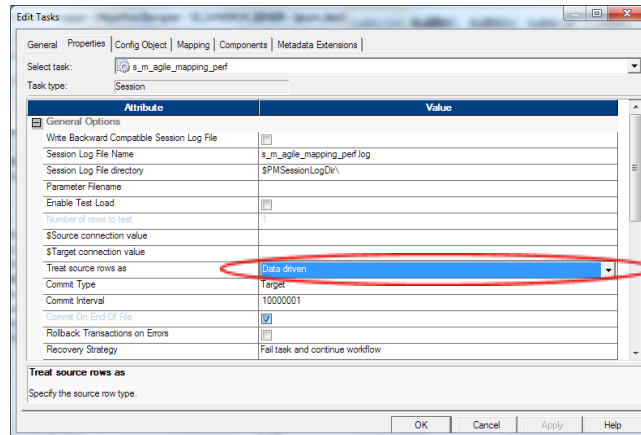 Edit Tasks
General Properties Config Object Mapping Components Metadata Extensions
Select task: s_m_agile_mapping_perf
Task type: Session
Attribute Value
General Options
Write Backward Compatible Session Log File
Session Log File Name s_m_agile_mapping_perf.log
Session Log File directory $PMSessionLogDir\
Parameter Filename
Enable Test Load
Number of rows to test 1
$Source connection value
$Target connection value
Treat source rows as Data driven
Commit Type Target
Commit Interval 10000001
Commit On End Of File
Rollback Transactions on Errors
Recovery Strategy Fail task and continue workflow
Treat source rows as
Specify the source row type.
OK Cancel Apply Help